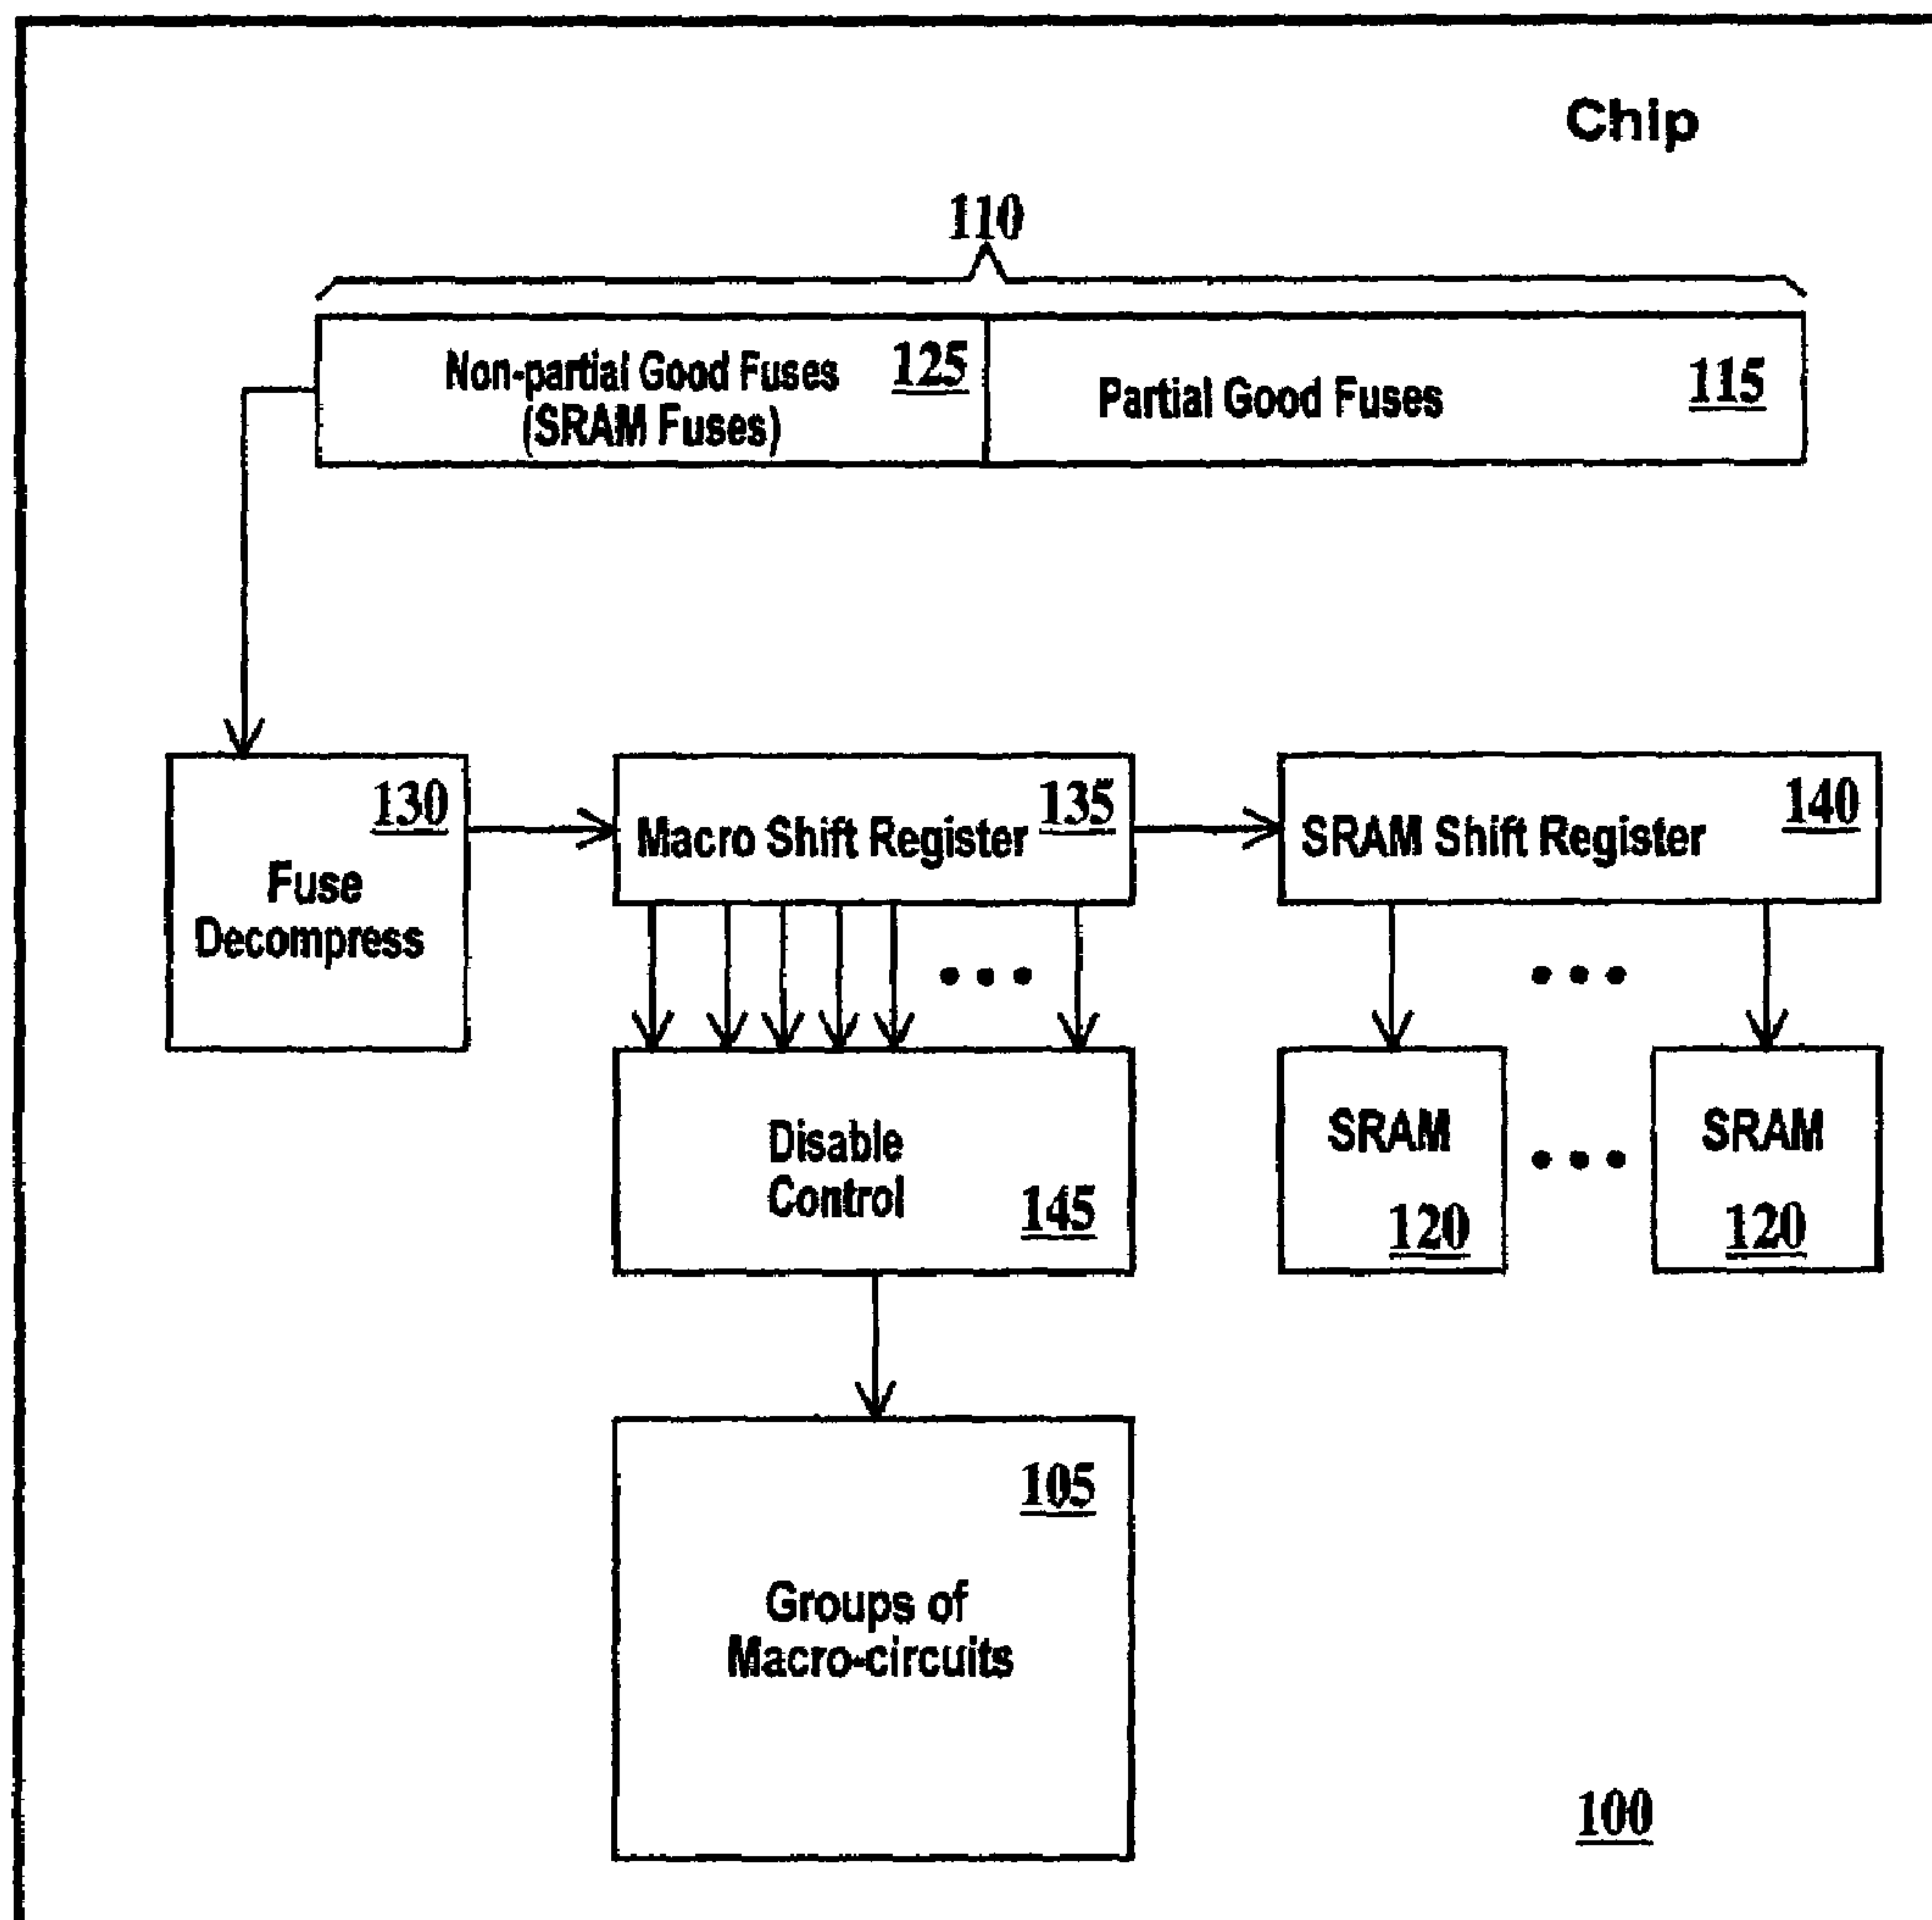 Chip
110
Non-partial Good Fuses
(SRAM Fuses)
125
Partial Good Fuses
115
130
Fuse
Decompress
Macro Shift Register
135
SRAM Shift Register
140
Disable
Control
145
SRAM
120
SRAM
120
105
Groups of
Macro-circuits
100